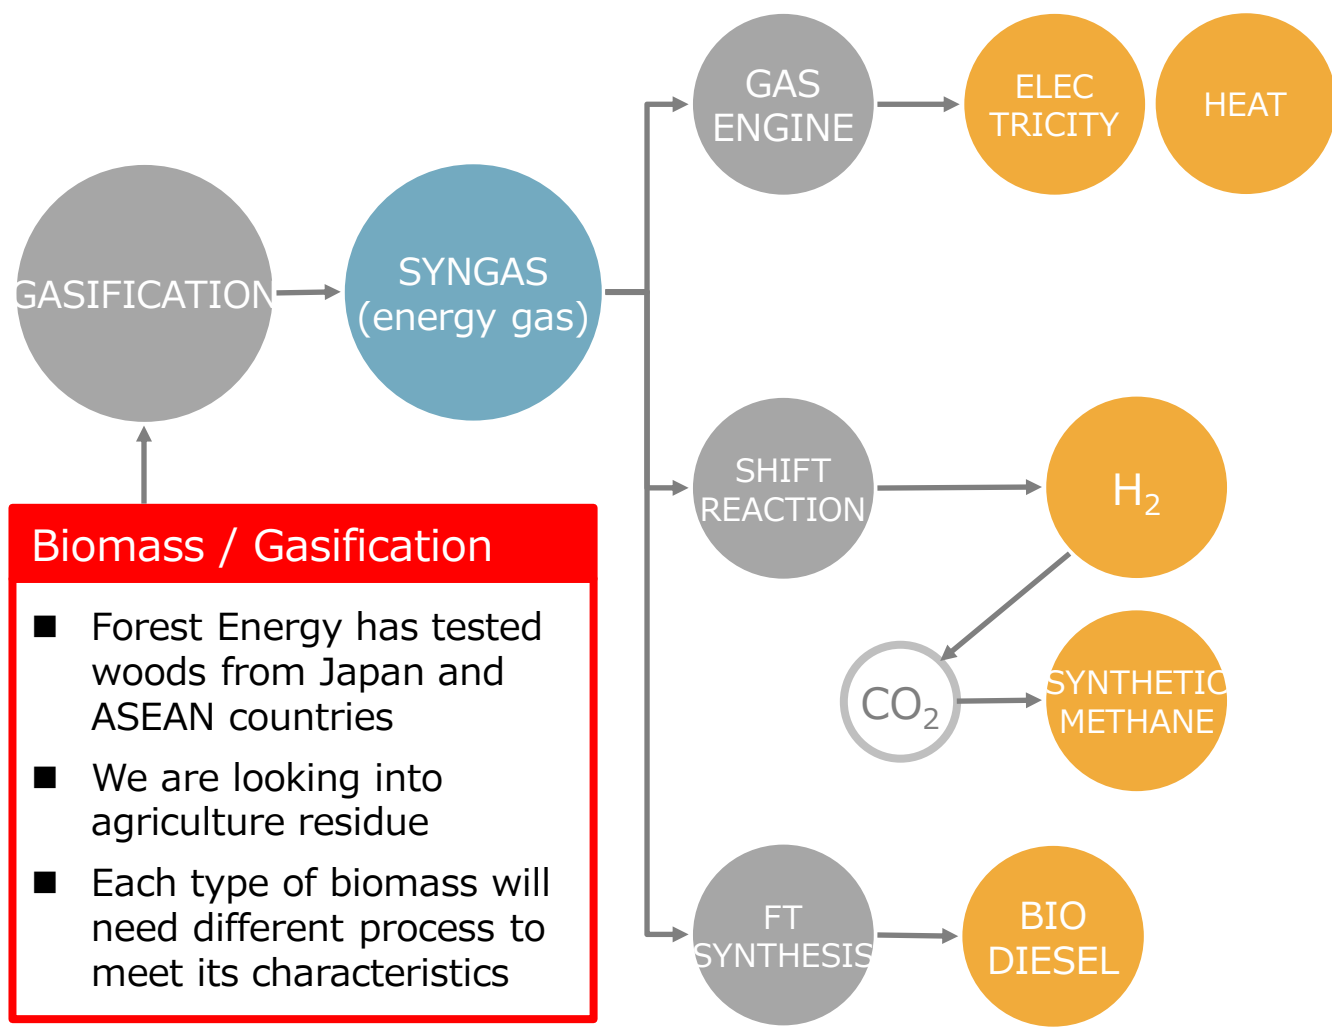 GAS
ENGINE
ELEC
TRICITY
HEAT
GASIFICATION
SYNGAS
(energy gas)
SHIFT
REACTION
H₂
Biomass / Gasification
■ Forest Energy has tested
woods from Japan and
ASEAN countries
■ We are looking into
agriculture residue
■ Each type of biomass will
need different process to
meet its characteristics
CO₂
SYNTHETIC
METHANE
FT
SYNTHESIS
BIO
DIESEL